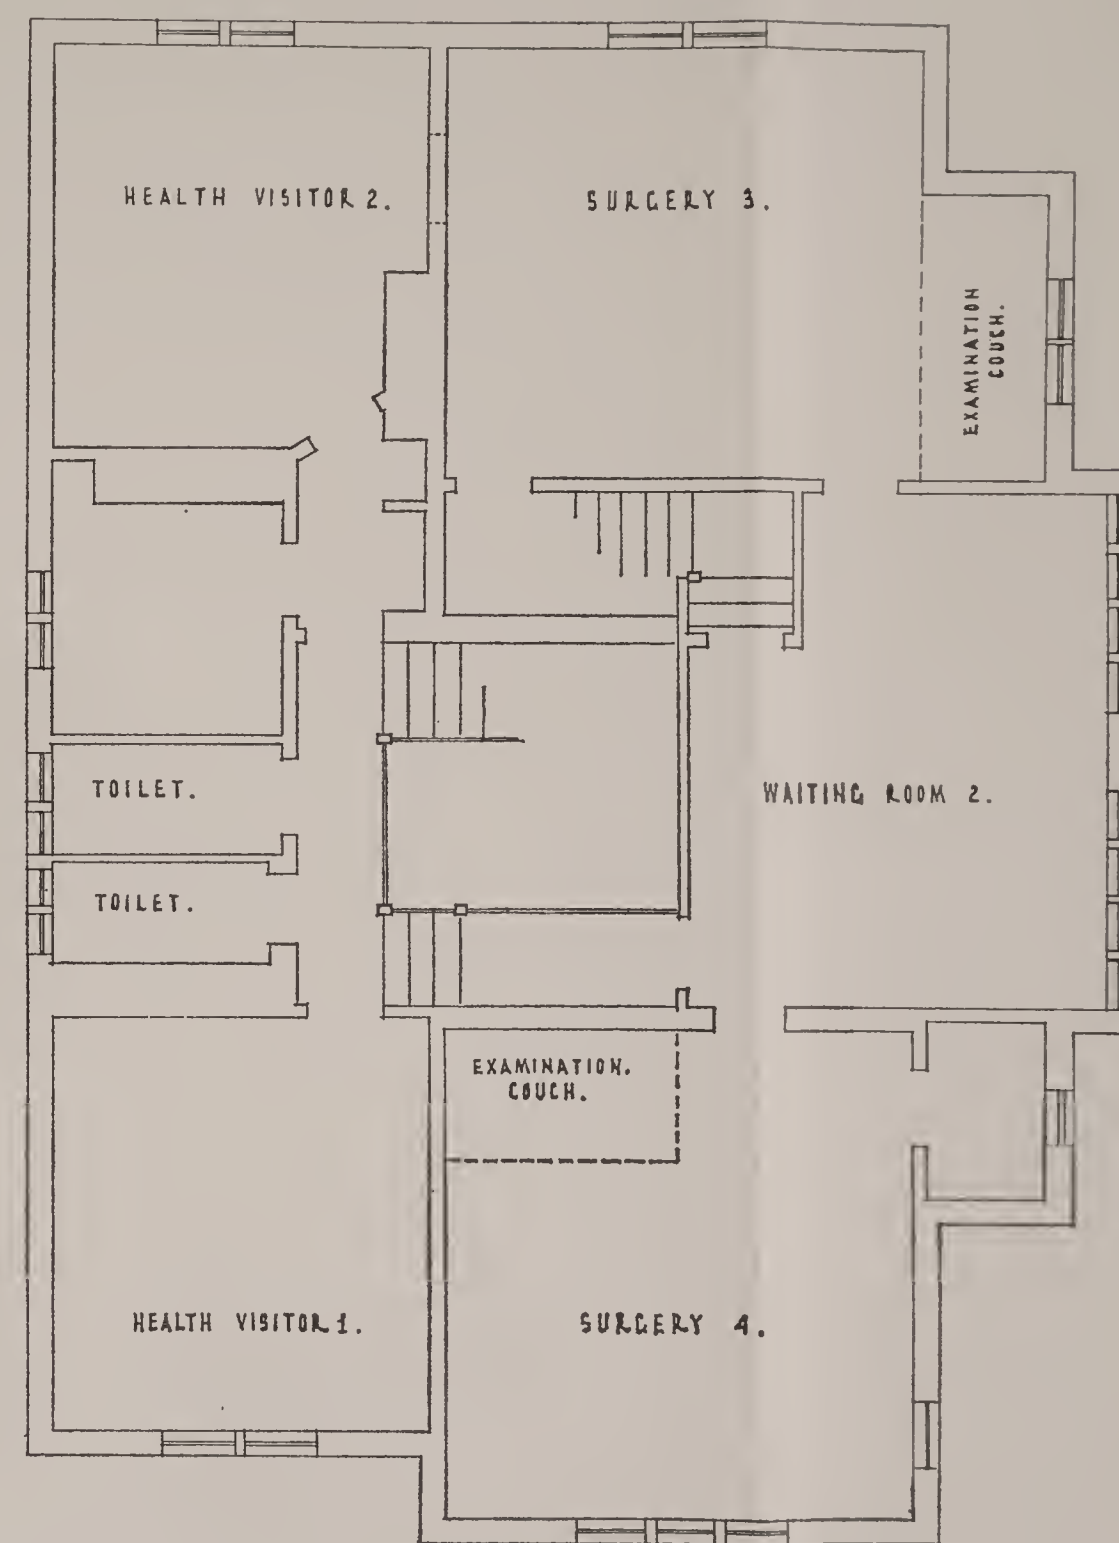 HEALTH VISITOR 2.
SURGERY 3.
EXAMINATION
COUCH.
TOILET.
WAITING ROOM 2.
TOILET.
EXAMINATION.
COUCH.
HEALTH VISITOR 1.
SURGERY 4.